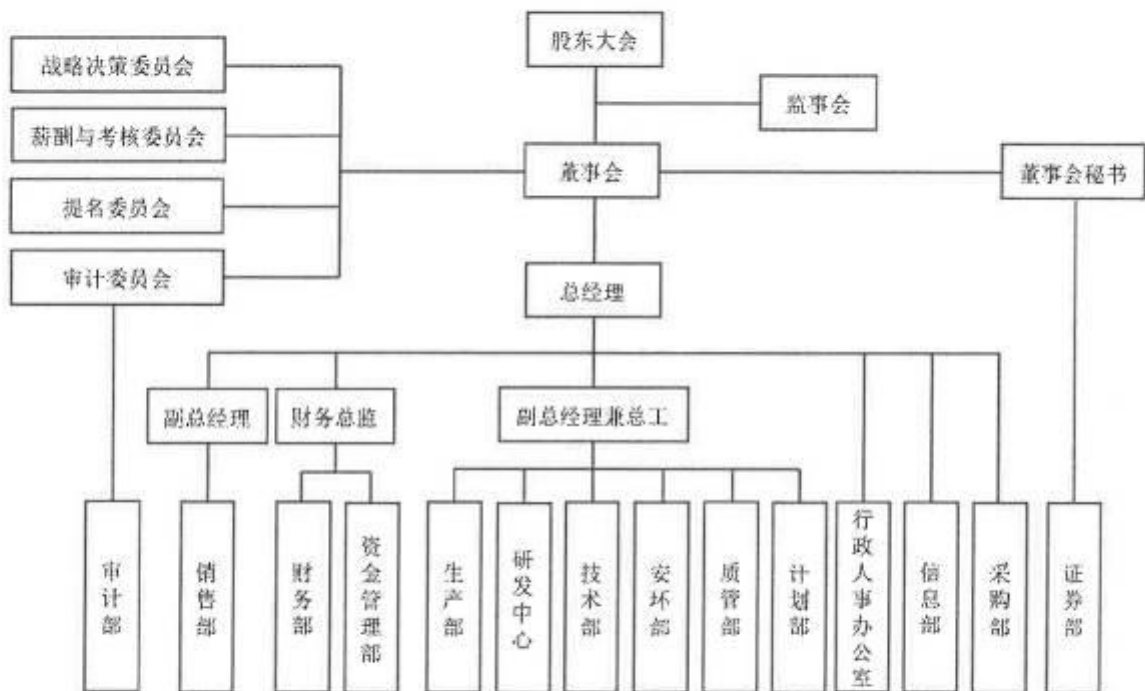 股东大会
战略决策委员会
监事会
薪酬与考核委员会
董事会
董事会秘书
提名委员会
审计委员会
总经理
副总经理
财务总监
副总经理兼总工
审计部
销售部
财务部
资金管理部
生产部
研发中心
技术部
安环部
质管部
计划部
行政人事办公室
信息部
采购部
证券部